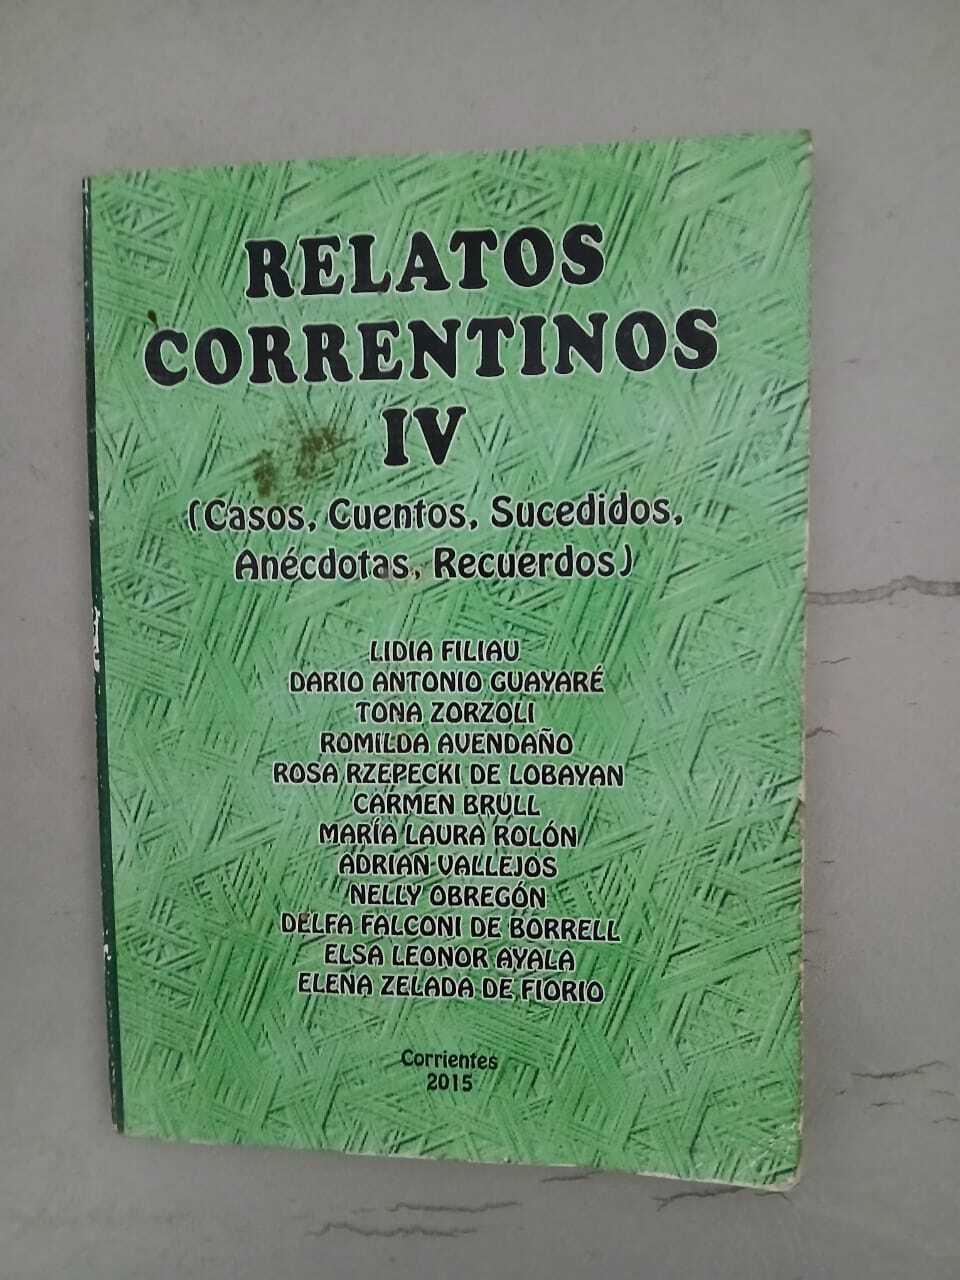 RELATOS
CORRENTINOS
IV
(Casos, Cuentos, Sucedidos,
Anécdotas, Recuerdos)
LIDIA FILIAU
DARIO ANTONIO GUAYARÉ
TONA ZORZOLI
ROMILDA AVENDAÑO
ROSA RZEPECKI DE LOBAYAN
CARMEN BRULL
MARÍA LAURA ROLÓN
ADRIAN VALLEJOS
NELLY OBREGÓN
DELFA FALCONI DE BORRELL
ELSA LEONOR AYALA
ELENA ZELADA DE FIORIO
Corrientes
2015